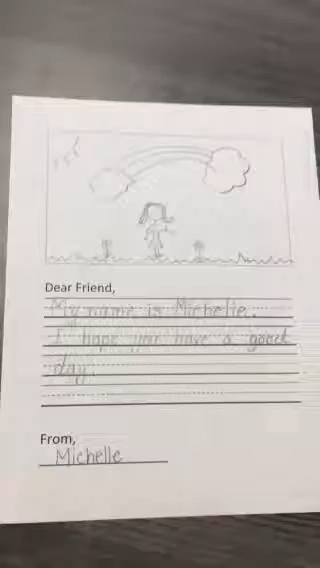 Dear Friend,
My name is Michelle.
I hope you have a good
day.
From,
Michelle